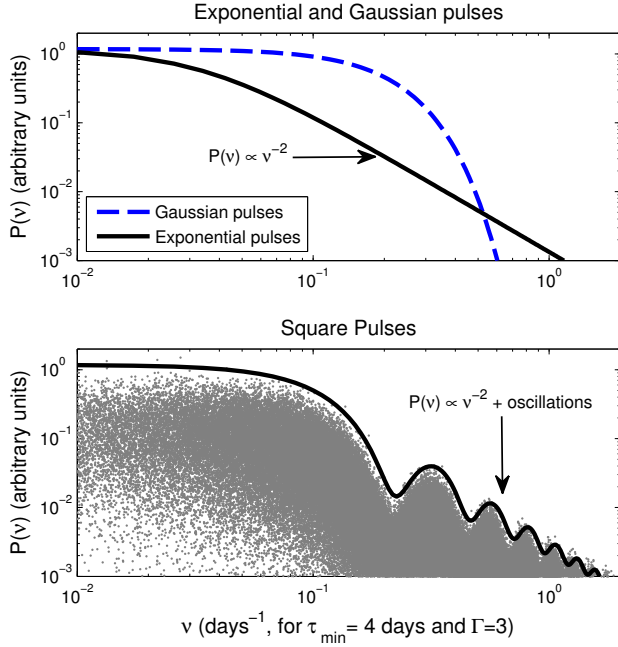 Exponential and Gaussian pulses
P(ν) (arbitrary units)
10^0
10^-1
10^-2
10^-3
P(ν) ∝ ν^-2
Gaussian pulses
Exponential pulses
10^-2 10^-1 10^0
Square Pulses
P(ν) (arbitrary units)
10^0
10^-1
10^-2
10^-3
P(ν) ∝ ν^-2 + oscillations
10^-2 10^-1 10^0
ν (days^-1, for τ_min = 4 days and Γ=3)